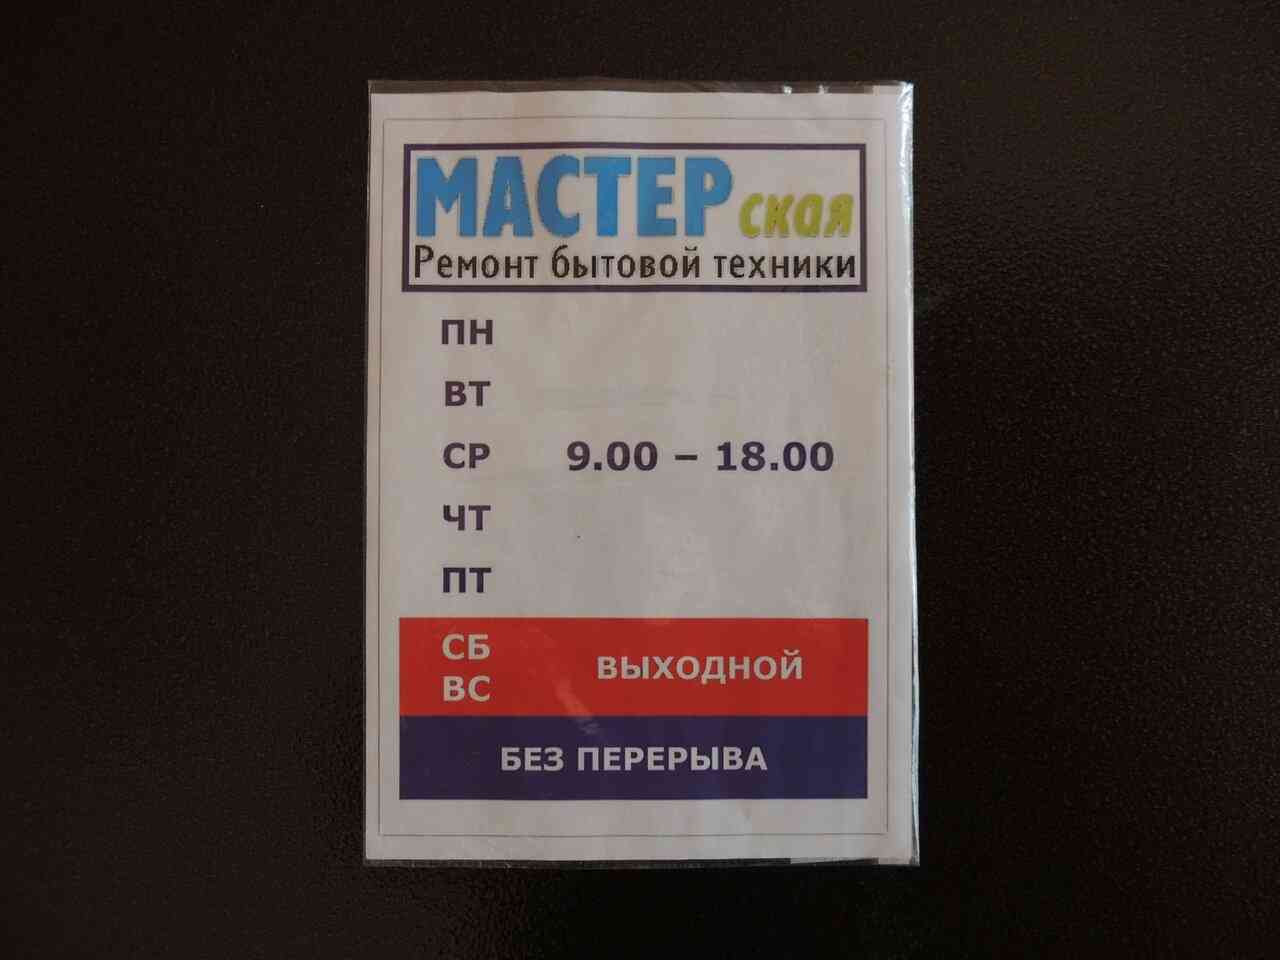 МАСТЕРская
Ремонт бытовой техники
ПН
ВТ
СР 9.00 – 18.00
ЧТ
ПТ
СБ
ВС
ВЫХОДНОЙ
БЕЗ ПЕРЕРЫВА